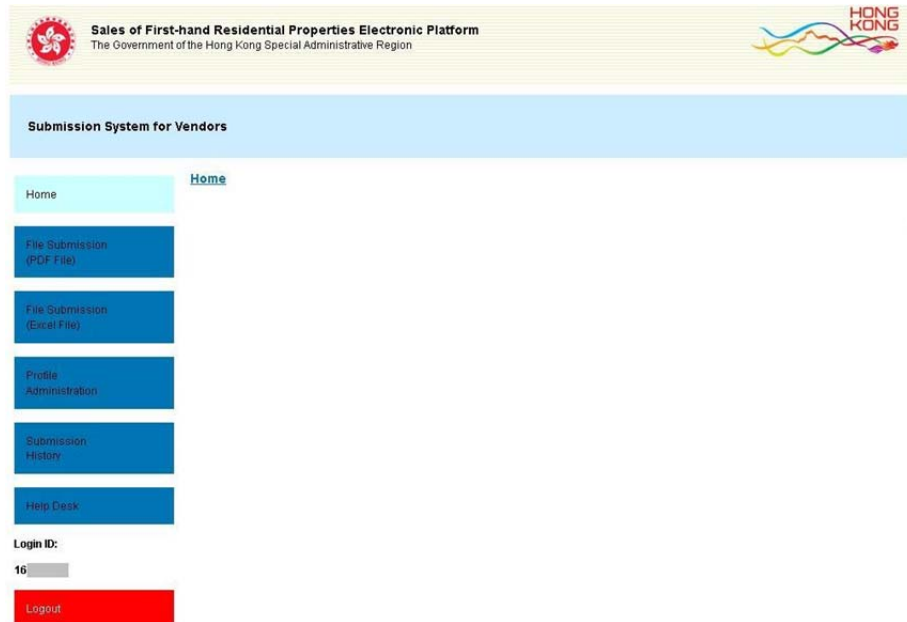 Sales of First-hand Residential Properties Electronic Platform
The Government of the Hong Kong Special Administrative Region
HONG
KONG
Submission System for Vendors
Home
Home
File Submission
(PDF File)
File Submission
(Excel File)
Profile
Administration
Submission
History
Help Desk
Login ID:
16
Logout